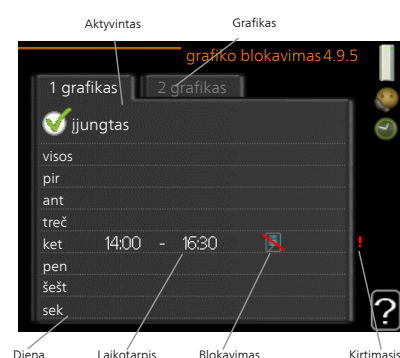 Aktyvintas Grafikas
grafiko blokavimas 4.9.5
1 grafikas 2 grafikas
įjungtas
visos
pir
ant
treč
ket 14:00 - 16:30 !
pen
šešt
sek
?
Diena Laikotarpis Blokavimas Kirtimasis